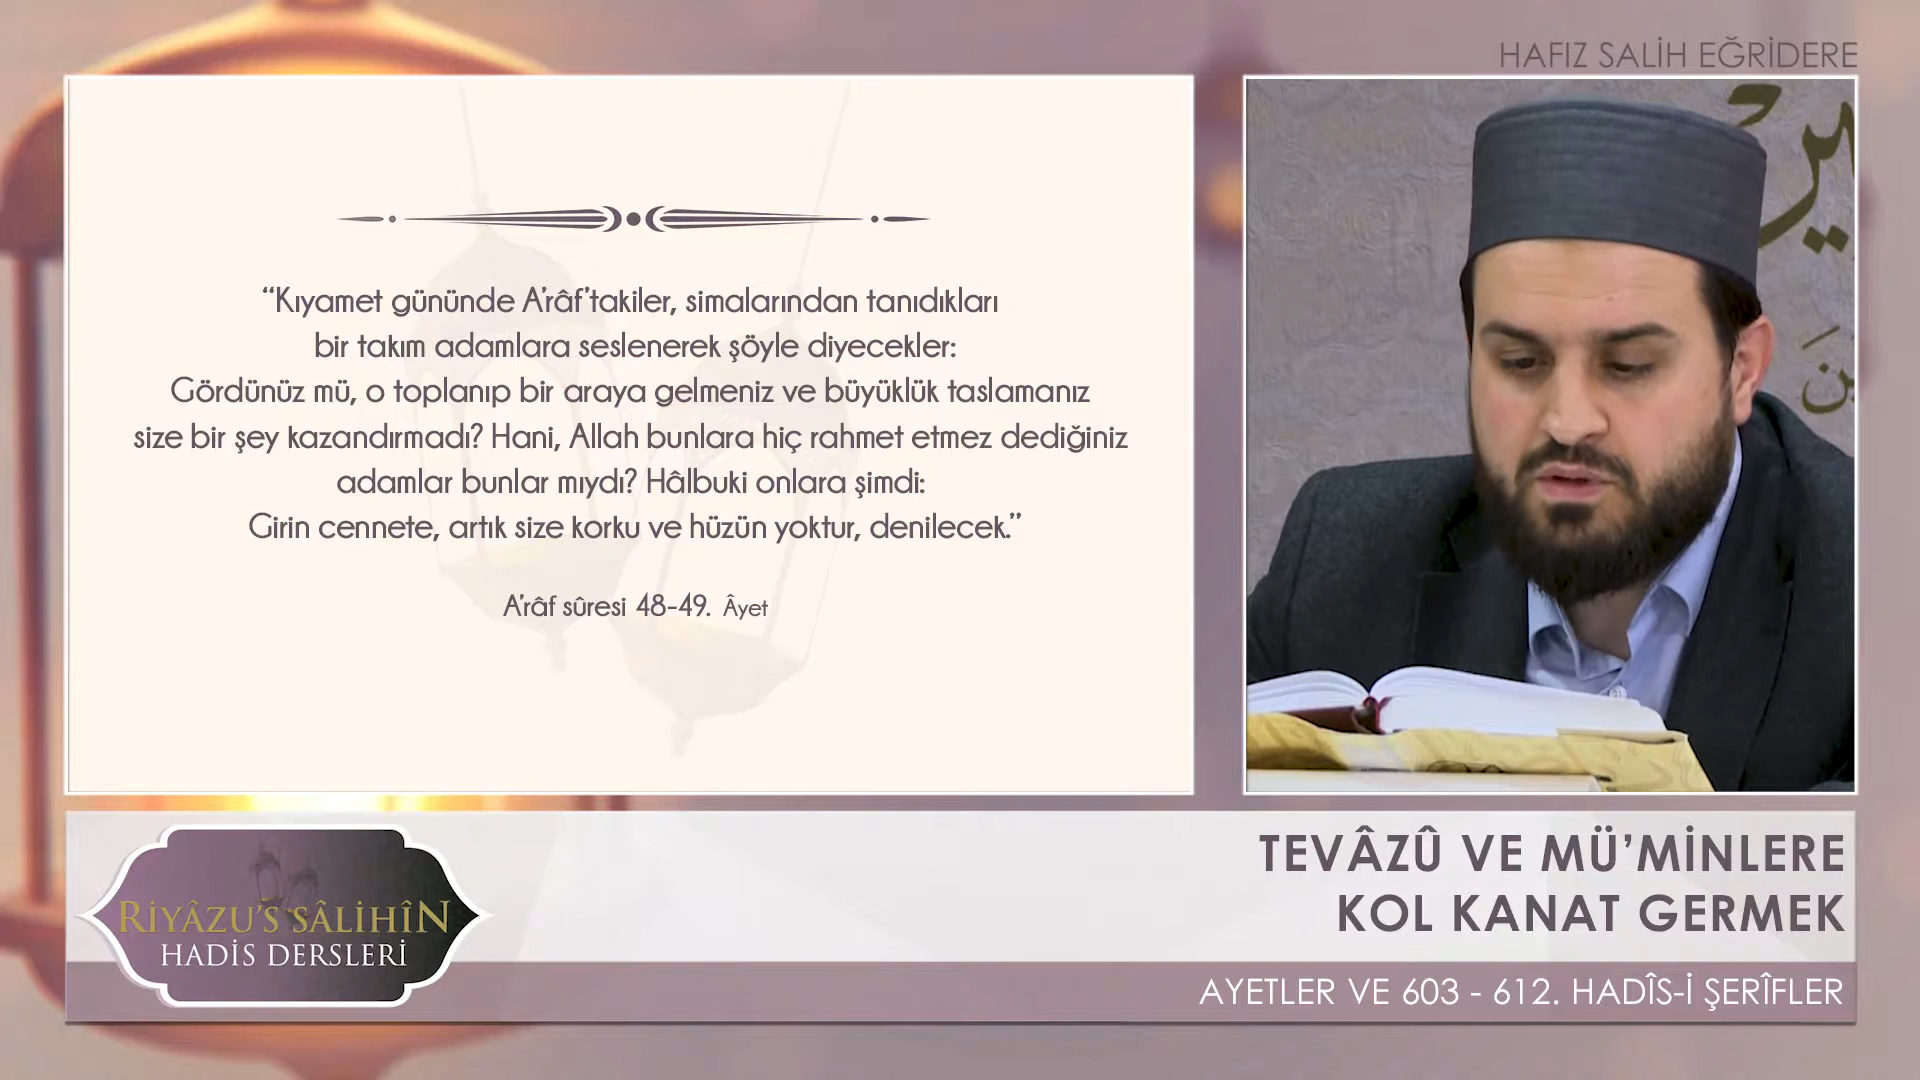 HAFIZ SALİH EĞRİDERE
“Kıyamet gününde A’râf’takiler, simalarından tanıdıkları
bir takım adamlara seslenerek şöyle diyecekler:
Gördünüz mü, o toplanıp bir araya gelmeniz ve büyüklük taslamanız
size bir şey kazandırmadı? Hani, Allah bunlara hiç rahmet etmez dediğiniz
adamlar bunlar mıydı? Hâlbuki onlara şimdi:
Girin cennete, artık size korku ve hüzün yoktur, denilecek.”
A’râf sûresi 48-49. Âyet
TEVÂZÛ VE MÜ’MİNLERE
KOL KANAT GERMEK
RİYÂZU’S SÂLİHÎN
HADİS DERSLERİ
AYETLER VE 603 - 612. HADÎS-İ ŞERÎFLER